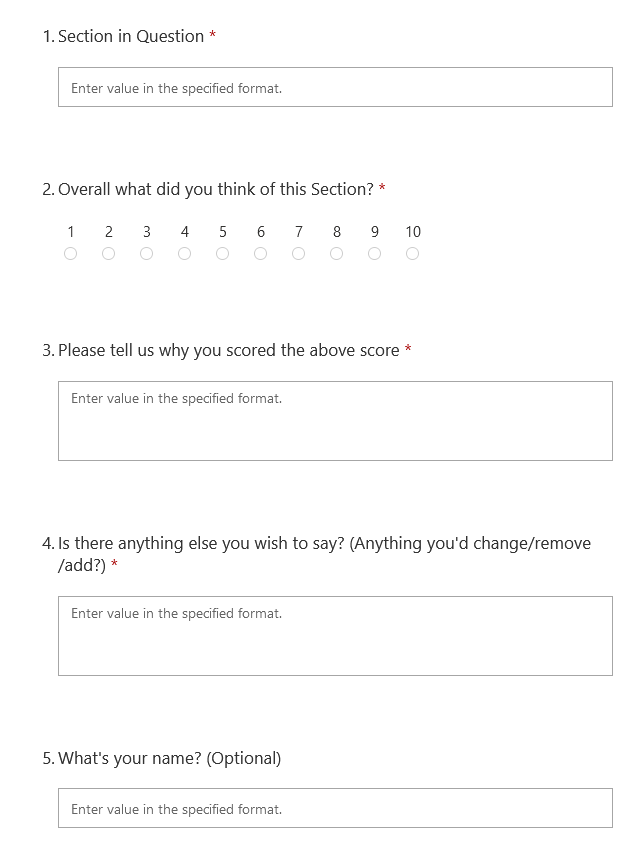 1. Section in Question *
Enter value in the specified format.
2. Overall what did you think of this Section? *
1 2 3 4 5 6 7 8 9 10
3. Please tell us why you scored the above score *
Enter value in the specified format.
4. Is there anything else you wish to say? (Anything you'd change/remove
/add?) *
Enter value in the specified format.
5. What's your name? (Optional)
Enter value in the specified format.